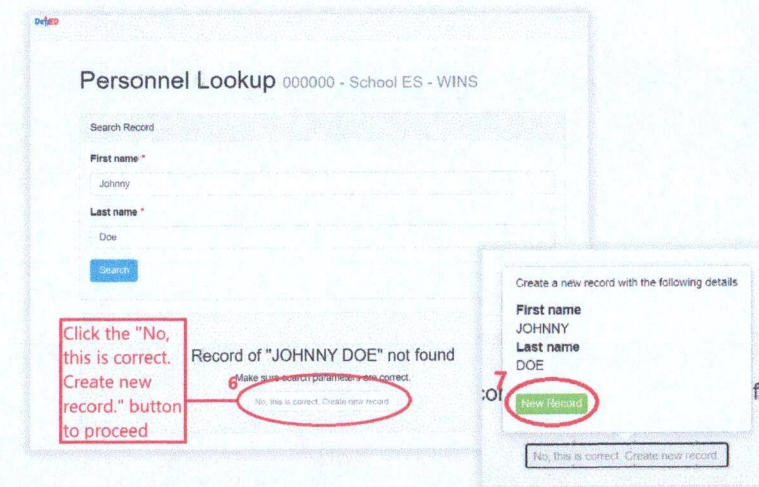 DepED
Personnel Lookup 000000 - School ES - WINS
Search Record
First name *
Johnny
Last name *
Doe
Search
Click the "No,
this is correct.
Create new
record." button
to proceed
Record of "JOHNNY DOE" not found
Make sure search parameters are correct.
6
No, this is correct. Create new record.
Create a new record with the following details
First name
JOHNNY
Last name
DOE
7
New Record
No, this is correct. Create new record.